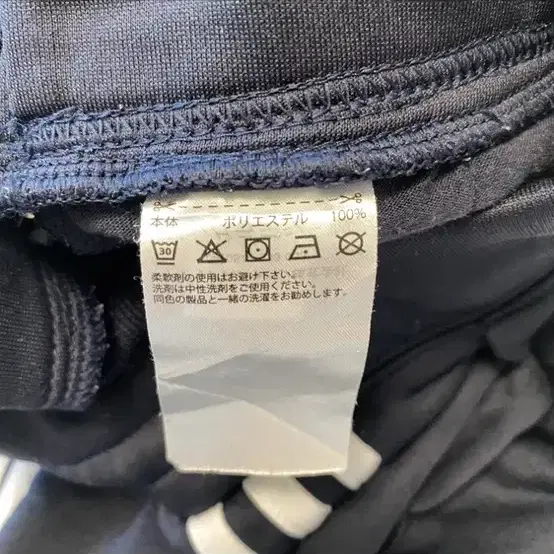 本体 ポリエステル 100%
30
柔軟剤の使用はお避け下さい。
洗剤は中性洗剤をご使用ください。
同色の製品と一緒の洗濯をお勧めします。